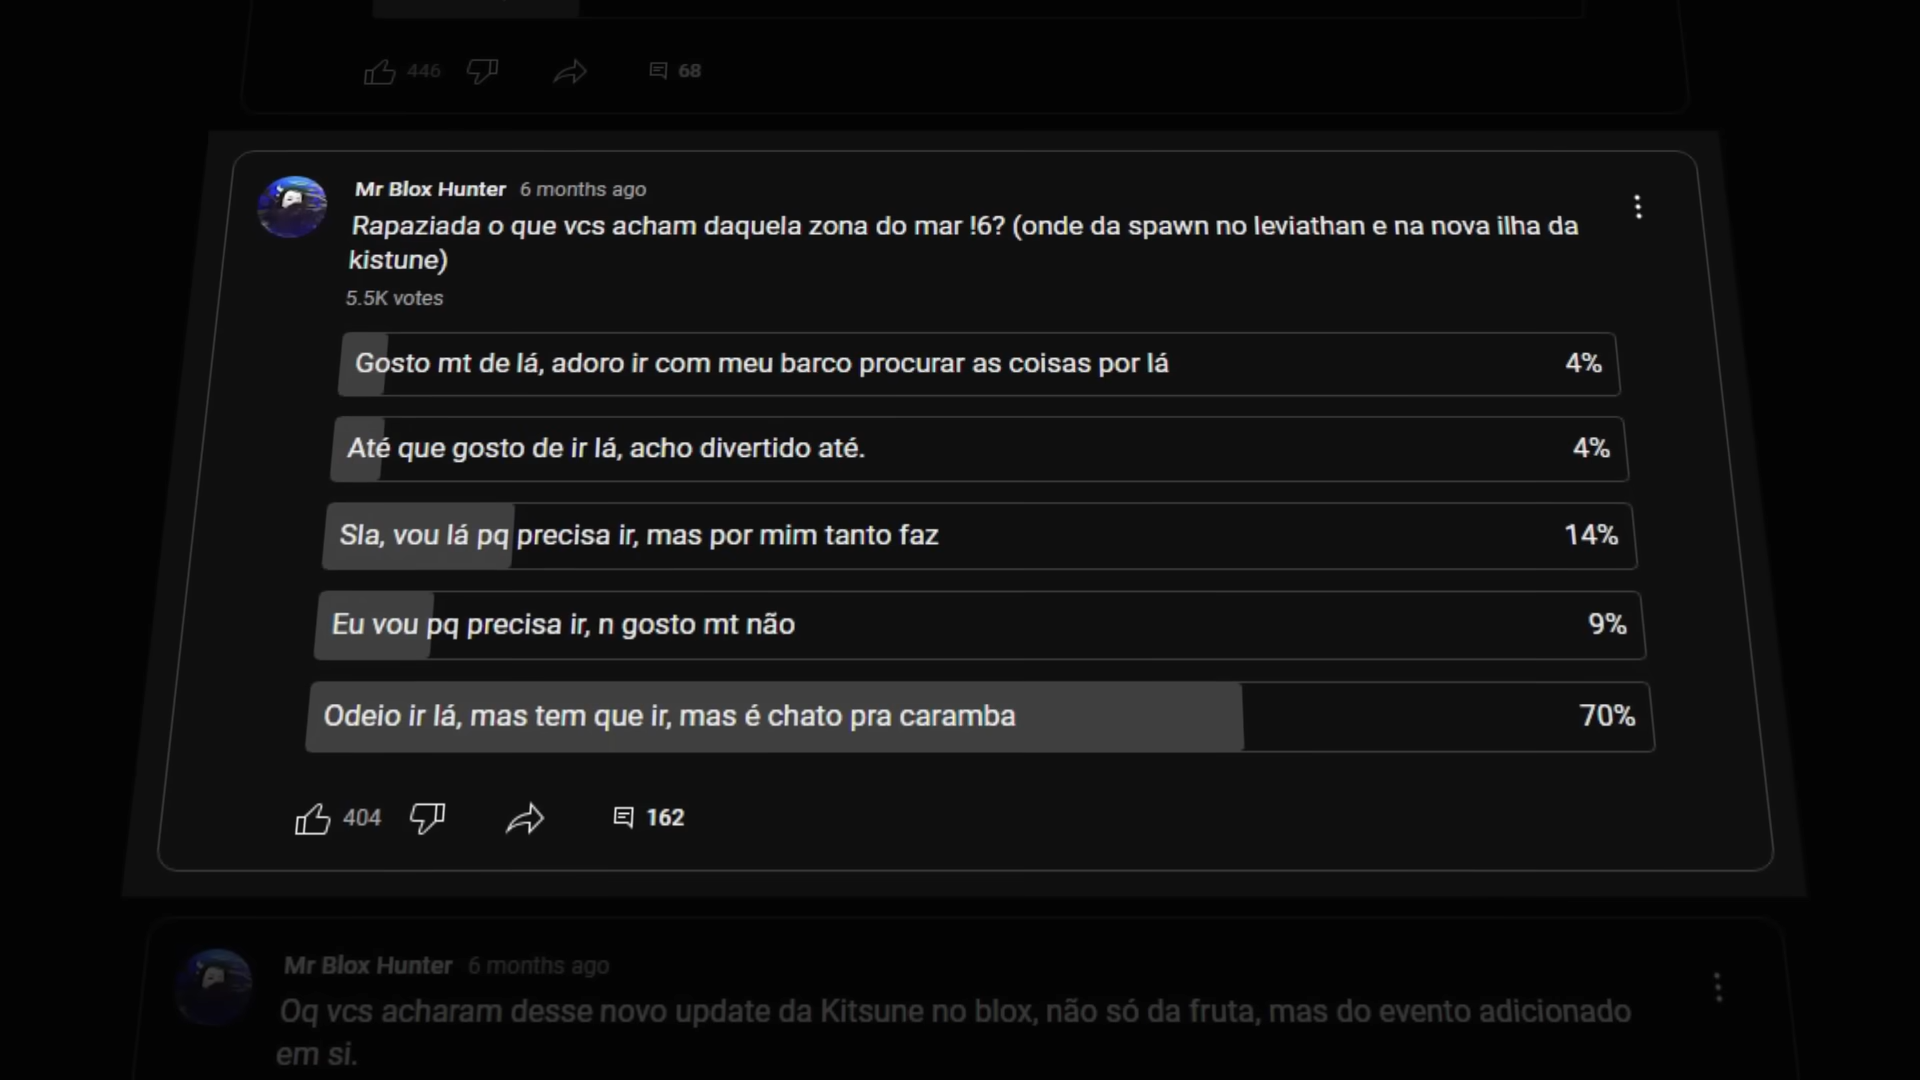 446 68
Mr Blox Hunter 6 months ago
Rapaziada o que vcs acham daquela zona do mar !6? (onde da spawn no leviathan e na nova ilha da
kistune)
5.5K votes
Gosto mt de lá, adoro ir com meu barco procurar as coisas por lá 4%
Até que gosto de ir lá, acho divertido até. 4%
Sla, vou lá pq precisa ir, mas por mim tanto faz 14%
Eu vou pq precisa ir, n gosto mt não 9%
Odeio ir lá, mas tem que ir, mas é chato pra caramba 70%
404 162
Mr Blox Hunter 6 months ago
Oq vcs acharam desse novo update da Kitsune no blox, não só da fruta, mas do evento adicionado
em si.